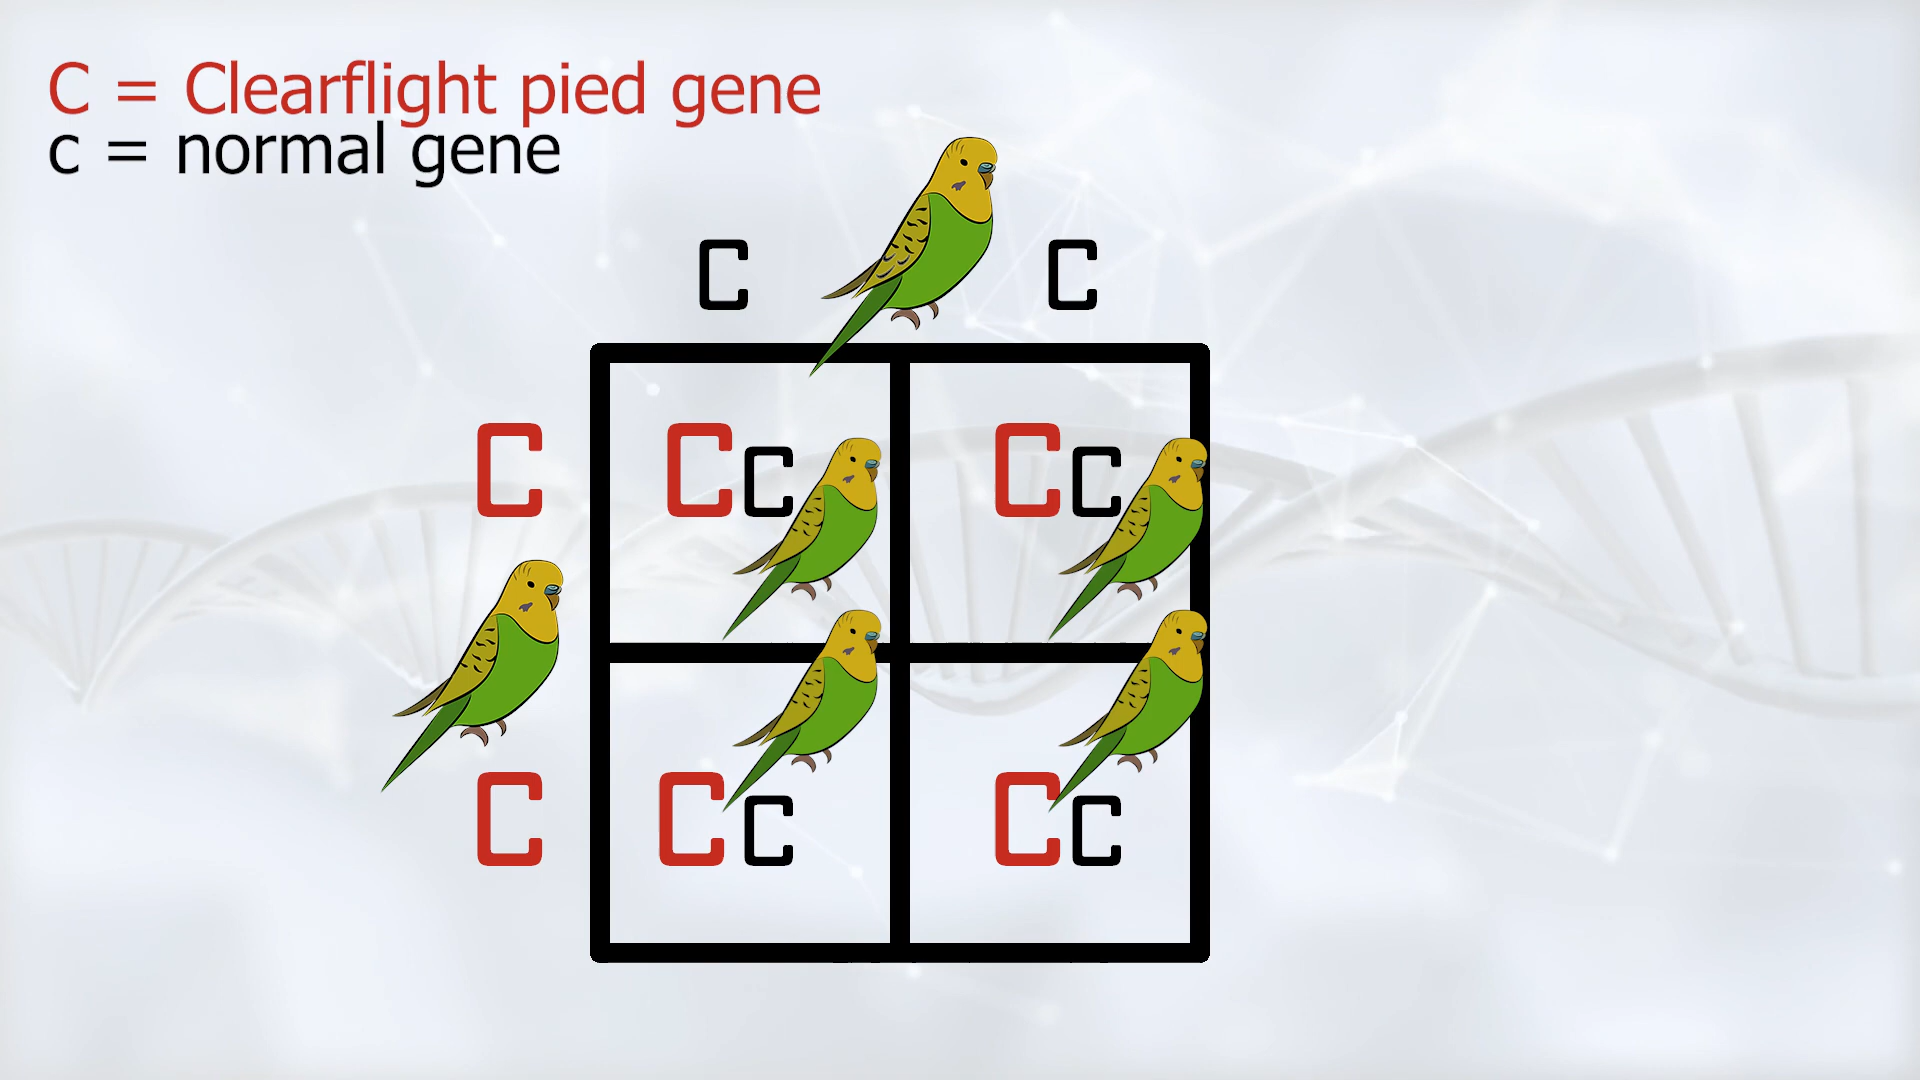 C = Clearflight pied gene
c = normal gene
c c
C Cc Cc
C Cc Cc